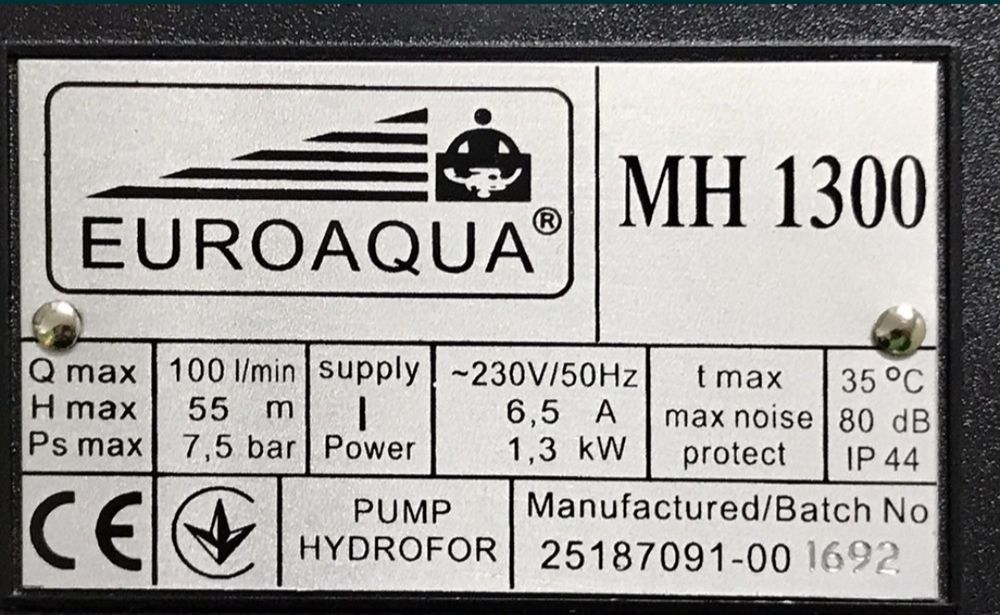 EUROAQUA®
MH 1300
Q max 100 l/min supply ~230V/50Hz t max 35 °C
H max 55 m I 6,5 A max noise 80 dB
Ps max 7,5 bar Power 1,3 kW protect IP 44
CE PUMP Manufactured/Batch No
HYDROFOR 25187091-00 1692